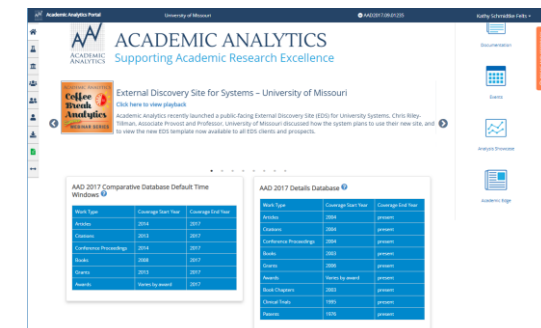 Academic Analytics Portal
University of Missouri
AAD2017.09.01235
Kathy Schmidtke Felts
ACADEMIC ANALYTICS
ACADEMIC ANALYTICS
Supporting Academic Research Excellence
Documentation
Events
Analysis Showcase
Academic Edge
ACADEMIC ANALYTICS
Coffee
Break
Analytics
WEBINAR SERIES
External Discovery Site for Systems – University of Missouri
Click here to view playback
Academic Analytics recently launched a public-facing External Discovery Site (EDS) for University Systems. Chris Riley-
Tillman, Associate Provost and Professor, University of Missouri discussed how the system plans to use their new site, and
to view the new EDS template now available to all EDS clients and prospects.
AAD 2017 Comparative Database Default Time
Windows
Work Type Coverage Start Year Coverage End Year
Articles 2014 2017
Citations 2013 2017
Conference Proceedings 2014 2017
Books 2008 2017
Grants 2013 2017
Awards Varies by award 2017
AAD 2017 Details Database
Work Type Coverage Start Year Coverage End Year
Articles 2004 present
Citations 2004 present
Conference Proceedings 2004 present
Books 2003 present
Grants 2006 present
Awards Varies by award present
Book Chapters 2003 present
Clinical Trials 1995 present
Patents 1976 present